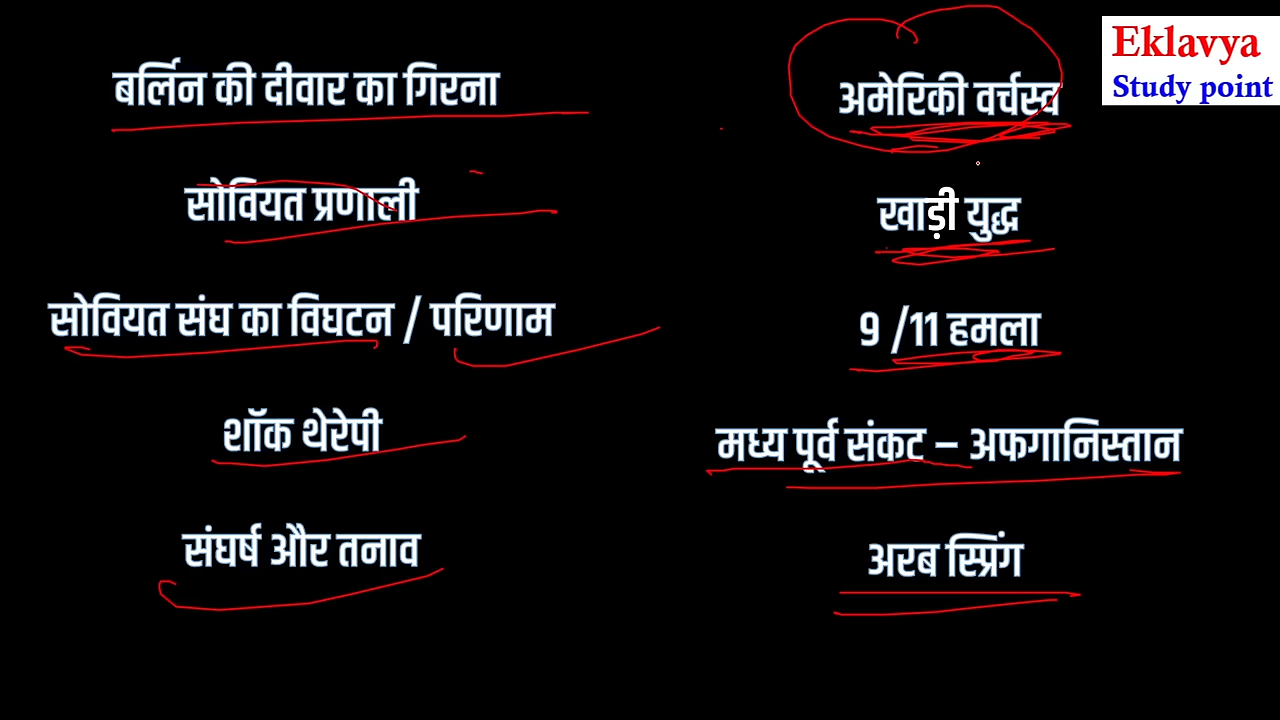 बर्लिन की दीवार का गिरना
सोवियत प्रणाली
सोवियत संघ का विघटन / परिणाम
शॉक थेरेपी
संघर्ष और तनाव
अमेरिकी वर्चस्व
खाड़ी युद्ध
9 /11 हमला
मध्य पूर्व संकट – अफगानिस्तान
अरब स्प्रिंग
Eklavya
Study point